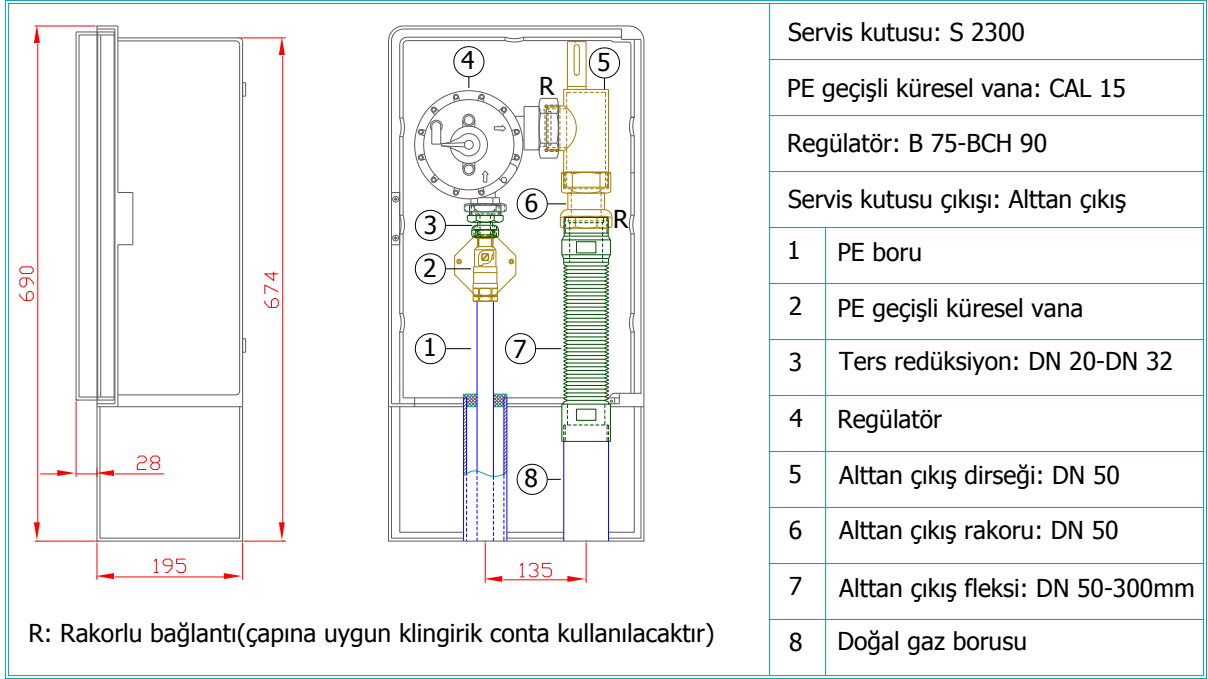 690
28
195
674
4
R
5
6
R
3
2
1
7
8
135
R: Rakorlu bağlantı(çapına uygun klingirik conta kullanılacaktır)
Servis kutusu: S 2300
PE geçişli küresel vana: CAL 15
Regülatör: B 75-BCH 90
Servis kutusu çıkışı: Alttan çıkış
1 PE boru
2 PE geçişli küresel vana
3 Ters redüksiyon: DN 20-DN 32
4 Regülatör
5 Alttan çıkış dirseği: DN 50
6 Alttan çıkış rakoru: DN 50
7 Alttan çıkış fleksi: DN 50-300mm
8 Doğal gaz borusu